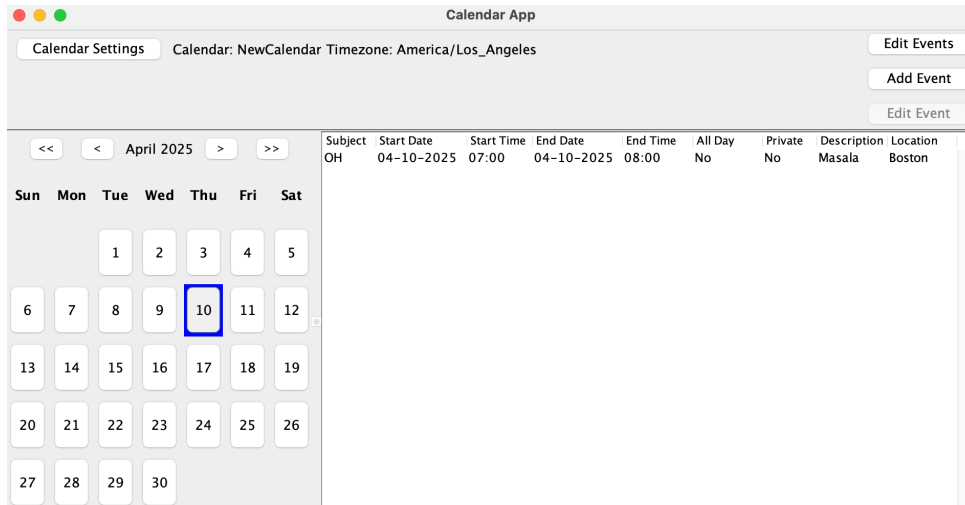 Calendar App
Calendar Settings Calendar: NewCalendar Timezone: America/Los_Angeles
Edit Events
Add Event
Edit Event
<< < April 2025 > >>
Sun Mon Tue Wed Thu Fri Sat
1 2 3 4 5
6 7 8 9 10 11 12
13 14 15 16 17 18 19
20 21 22 23 24 25 26
27 28 29 30
Subject Start Date Start Time End Date End Time All Day Private Description Location
OH 04-10-2025 07:00 04-10-2025 08:00 No No Masala Boston